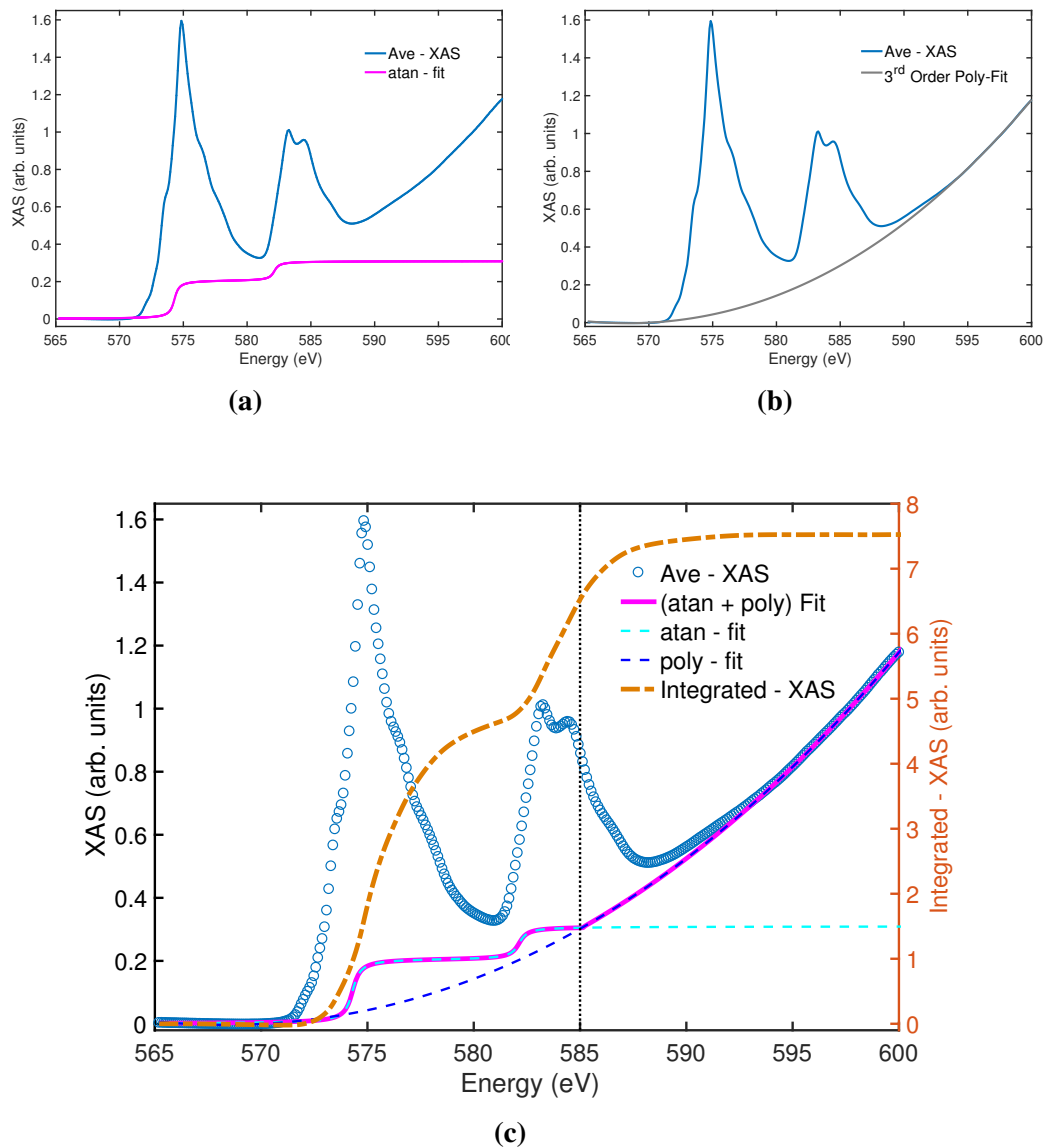 1.6
1.4
1.2
1
0.8
0.6
0.4
0.2
0
XAS (arb. units)
Ave - XAS
atan - fit
565 570 575 580 585 590 595 600
Energy (eV)
(a)
1.6
1.4
1.2
1
0.8
0.6
0.4
0.2
0
XAS (arb. units)
Ave - XAS
3rd Order Poly-Fit
565 570 575 580 585 590 595 600
Energy (eV)
(b)
1.6
1.4
1.2
1
0.8
0.6
0.4
0.2
0
XAS (arb. units)
Ave - XAS
(atan + poly) Fit
atan - fit
poly - fit
Integrated - XAS
8
7
6
5
4
3
2
1
0
Integrated - XAS (arb. units)
565 570 575 580 585 590 595 600
Energy (eV)
(c)